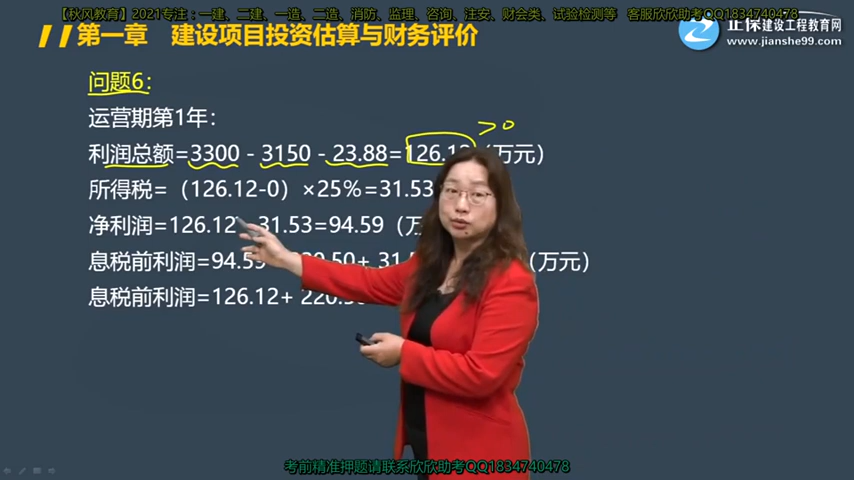 【秋风教育】2021专注：一建、二建、一造、二造、消防、监理、咨询、注安、财会类、试验检测等 客服欣欣助考QQ1834740478
第一章 建设项目投资估算与财务评价
正保建设工程教育网
www.jianshe99.com
问题6：
运营期第1年：
>0
利润总额=3300 - 3150 - 23.88=126.12（万元）
所得税=（126.12-0）×25%=31.53
净利润=126.12 31.53=94.59（万
息税前利润=94.59 31.5 （万元）
息税前利润=126.12+ 220.50
考前精准押题请联系欣欣助考QQ1834740478